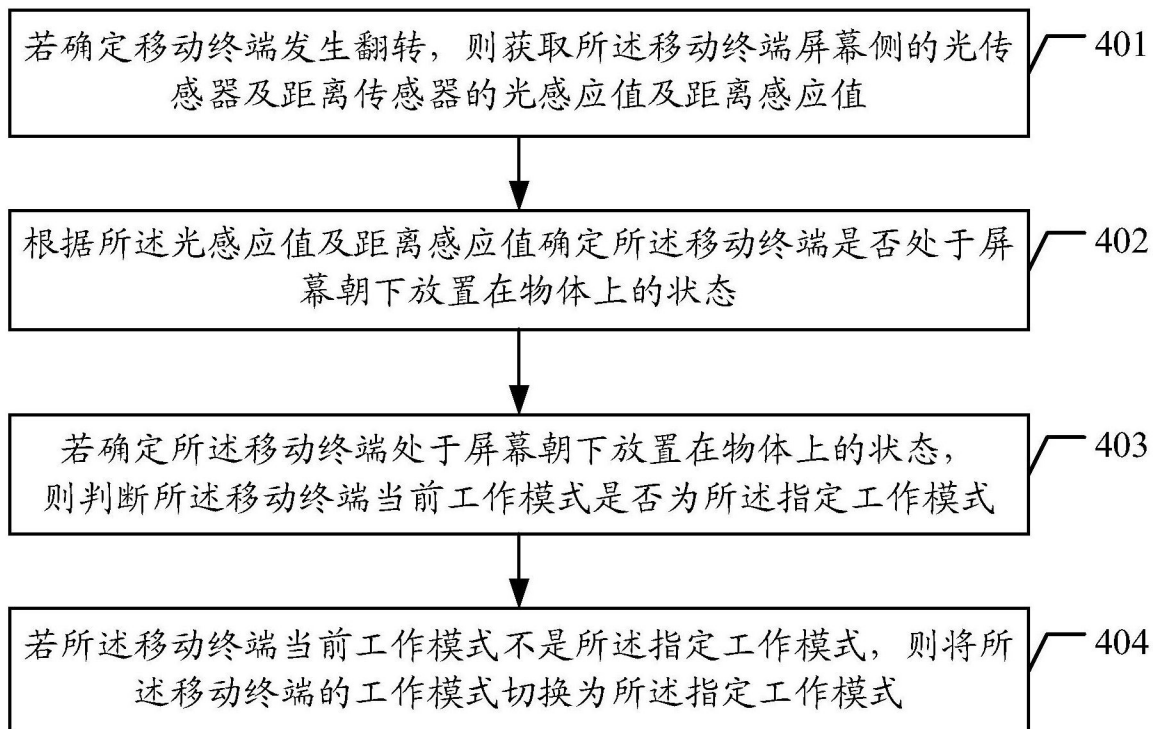 若确定移动终端发生翻转，则获取所述移动终端屏幕侧的光传
感器及距离传感器的光感应值及距离感应值
401
根据所述光感应值及距离感应值确定所述移动终端是否处于屏
幕朝下放置在物体上的状态
402
若确定所述移动终端处于屏幕朝下放置在物体上的状态，
则判断所述移动终端当前工作模式是否为所述指定工作模式
403
若所述移动终端当前工作模式不是所述指定工作模式，则将所
述移动终端的工作模式切换为所述指定工作模式
404